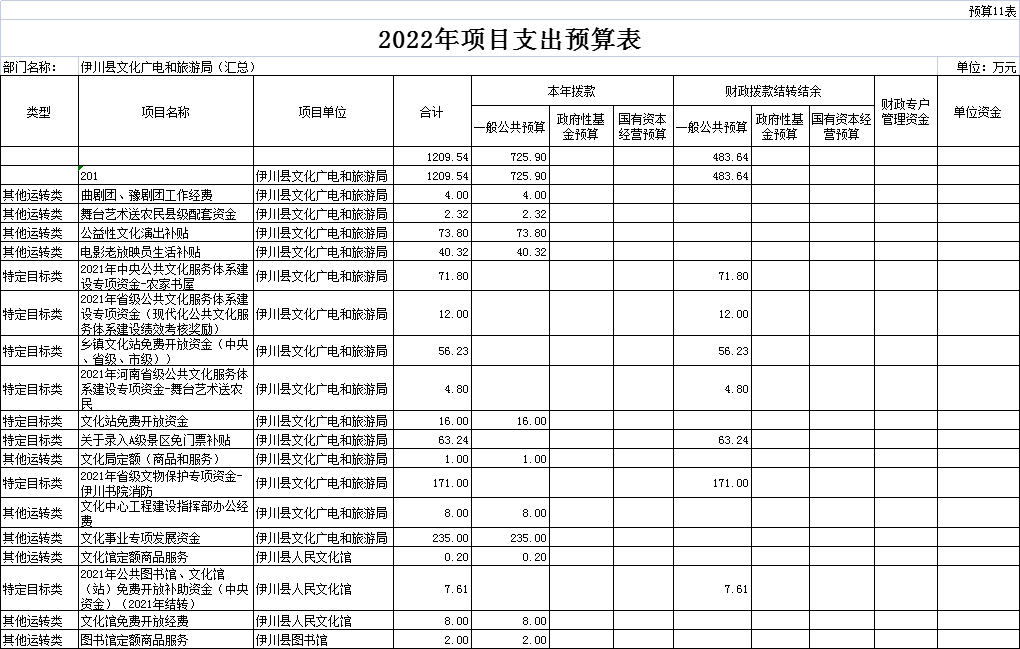 预算11表
2022年项目支出预算表
部门名称： 伊川县文化广电和旅游局（汇总） 单位：万元
类型 项目名称 项目单位 合计 本年拨款 财政拨款结转结余 财政专户管理资金 单位资金
一般公共预算 政府性基金预算 国有资本经营预算 一般公共预算 政府性基金预算 国有资本经营预算
1209.54 725.90 483.64
201 伊川县文化广电和旅游局 1209.54 725.90 483.64
其他运转类 曲剧团、豫剧团工作经费 伊川县文化广电和旅游局 4.00 4.00
其他运转类 舞台艺术送农民县级配套资金 伊川县文化广电和旅游局 2.32 2.32
其他运转类 公益性文化演出补贴 伊川县文化广电和旅游局 73.80 73.80
其他运转类 电影老放映员生活补贴 伊川县文化广电和旅游局 40.32 40.32
特定目标类 2021年中央公共文化服务体系建设专项资金-农家书屋 伊川县文化广电和旅游局 71.80 71.80
特定目标类 2021年省级公共文化服务体系建设专项资金（现代化公共文化服务体系建设绩效考核奖励） 伊川县文化广电和旅游局 12.00 12.00
特定目标类 乡镇文化站免费开放资金（中央、省级、市级）） 伊川县文化广电和旅游局 56.23 56.23
特定目标类 2021年河南省级公共文化服务体系建设专项资金-舞台艺术送农民 伊川县文化广电和旅游局 4.80 4.80
特定目标类 文化站免费开放资金 伊川县文化广电和旅游局 16.00 16.00
特定目标类 关于录入A级景区免门票补贴 伊川县文化广电和旅游局 63.24 63.24
其他运转类 文化局定额（商品和服务） 伊川县文化广电和旅游局 1.00 1.00
特定目标类 2021年省级文物保护专项资金-伊川书院消防 伊川县文化广电和旅游局 171.00 171.00
其他运转类 文化中心工程建设指挥部办公经费 伊川县文化广电和旅游局 8.00 8.00
其他运转类 文化事业专项发展资金 伊川县文化广电和旅游局 235.00 235.00
其他运转类 文化馆定额商品服务 伊川县人民文化馆 0.20 0.20
特定目标类 2021年公共图书馆、文化馆（站）免费开放补助资金（中央资金）（2021年结转） 伊川县人民文化馆 7.61 7.61
其他运转类 文化馆免费开放经费 伊川县人民文化馆 8.00 8.00
其他运转类 图书馆定额商品服务 伊川县图书馆 2.00 2.00